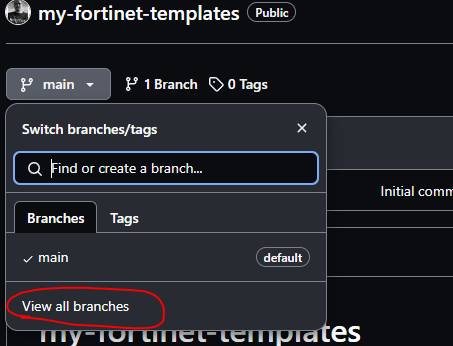 my-fortinet-templates Public
main 1 Branch 0 Tags
Switch branches/tags
Find or create a branch...
Initial comm
Branches Tags
main default
View all branches
my-fortinet-templates